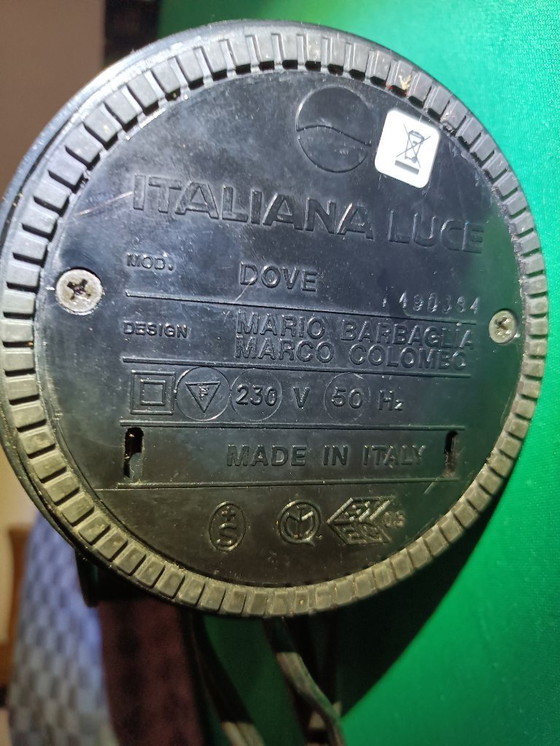 ITALIANA LUCE
MOD. DOVE
DESIGN MARIO BARBAGLIA
MARCO COLOMBO
F 230 V 50 Hz
MADE IN ITALY
+ S